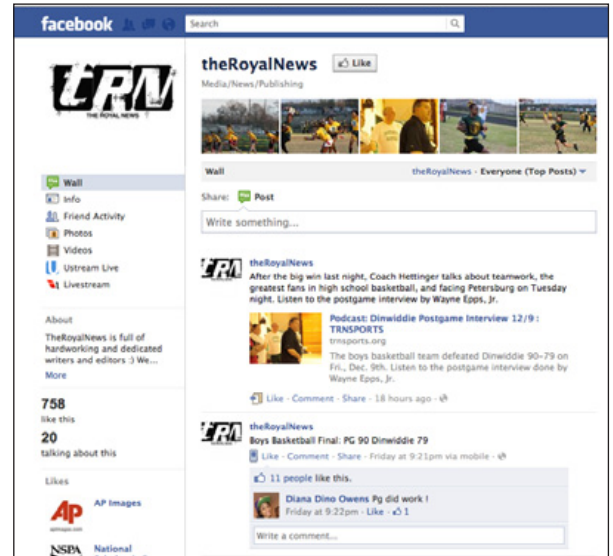 facebook
Search
tRN
THE ROYAL NEWS
theRoyalNews
Like
Media/News/Publishing
Wall
theRoyalNews · Everyone (Top Posts)
Share: Post
Write something...
Wall
Info
Friend Activity
Photos
Videos
Ustream Live
Livestream
About
TheRoyalNews is full of
hardworking and dedicated
writers and editors :) We...
More
758
like this
20
talking about this
Likes
AP
AP Images
NSPA
National
tRN
theRoyalNews
After the big win last night, Coach Hettinger talks about teamwork, the
greatest fans in high school basketball, and facing Petersburg on Tuesday
night. Listen to the postgame interview by Wayne Epps, Jr.
Podcast: Dinwiddie Postgame Interview 12/9 :
TRNSPORTS
trnsports.org
The boys basketball team defeated Dinwiddie 90-79 on
Fri., Dec. 9th. Listen to the postgame interview done by
Wayne Epps, Jr.
Like · Comment · Share · 18 hours ago ·
tRN
theRoyalNews
Boys Basketball Final: PG 90 Dinwiddie 79
Like · Comment · Share · Friday at 9:21pm via mobile ·
11 people like this.
Diana Dino Owens Pg did work !
Friday at 9:22pm · Like · 1
Write a comment...